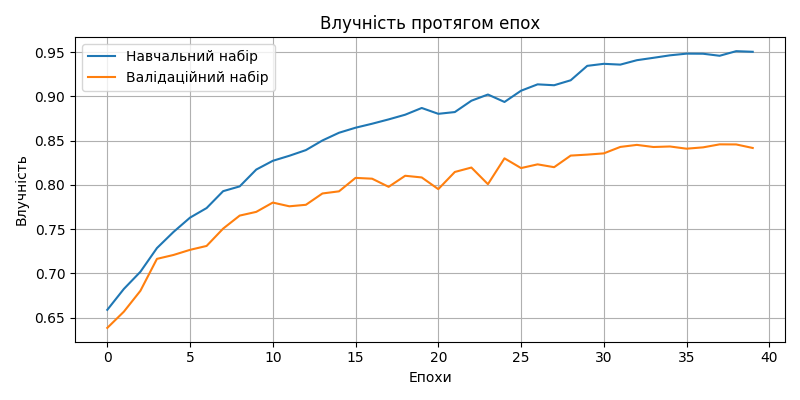 Влучність протягом епох
Навчальний набір
Валідаційний набір
Влучність
0.95
0.90
0.85
0.80
0.75
0.70
0.65
0 5 10 15 20 25 30 35 40
Епохи